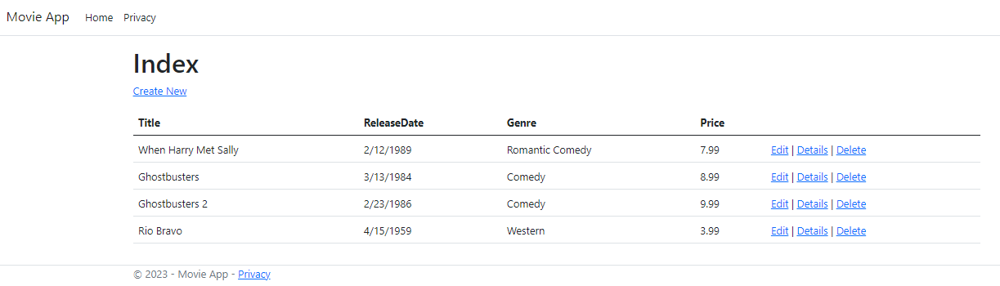 Movie App Home Privacy
Index
Create New
Title ReleaseDate Genre Price
When Harry Met Sally 2/12/1989 Romantic Comedy 7.99 Edit | Details | Delete
Ghostbusters 3/13/1984 Comedy 8.99 Edit | Details | Delete
Ghostbusters 2 2/23/1986 Comedy 9.99 Edit | Details | Delete
Rio Bravo 4/15/1959 Western 3.99 Edit | Details | Delete
© 2023 - Movie App - Privacy